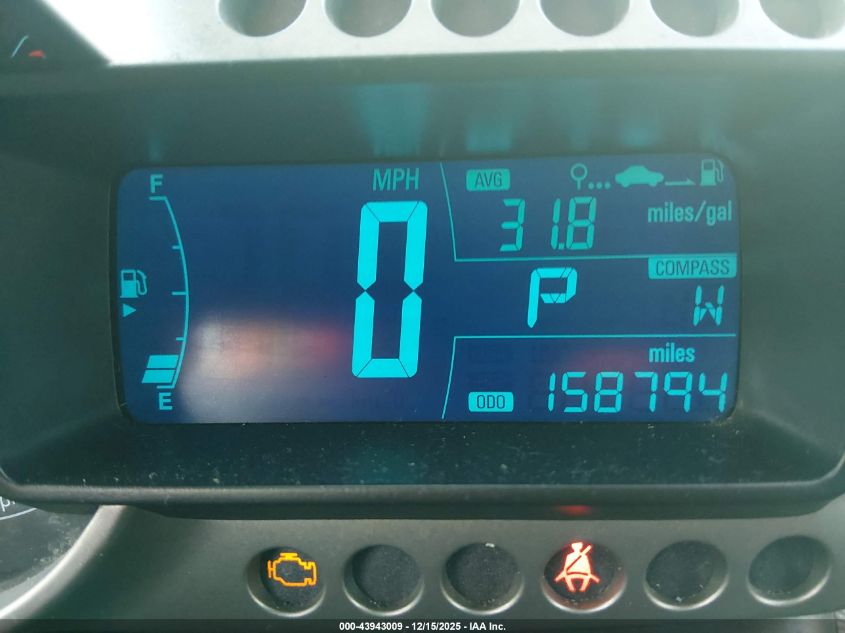 F
MPH
AVG
31.8 miles/gal
0
COMPASS
P
W
miles
E
ODO 158794
000-43943009 - 12/15/2025 - IAA Inc.